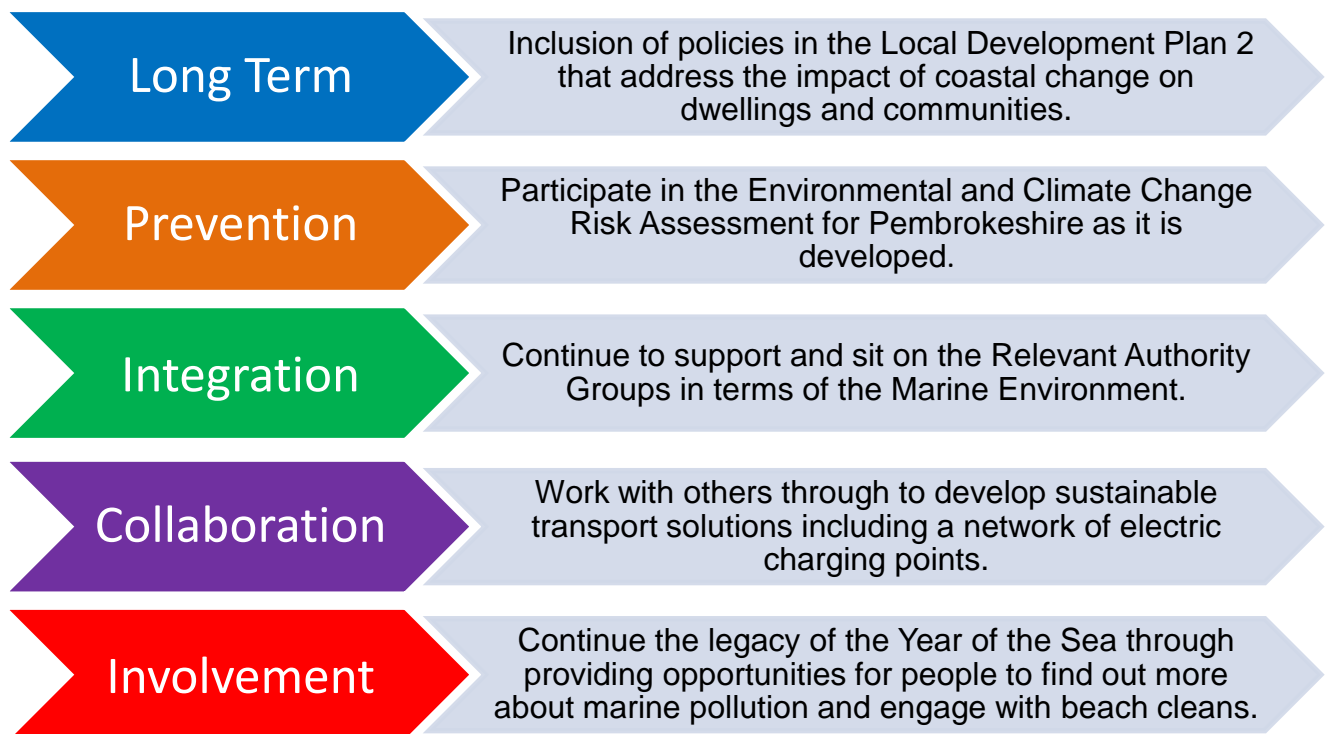 Long Term
Inclusion of policies in the Local Development Plan 2
that address the impact of coastal change on
dwellings and communities.
Prevention
Participate in the Environmental and Climate Change
Risk Assessment for Pembrokeshire as it is
developed.
Integration
Continue to support and sit on the Relevant Authority
Groups in terms of the Marine Environment.
Collaboration
Work with others through to develop sustainable
transport solutions including a network of electric
charging points.
Involvement
Continue the legacy of the Year of the Sea through
providing opportunities for people to find out more
about marine pollution and engage with beach cleans.